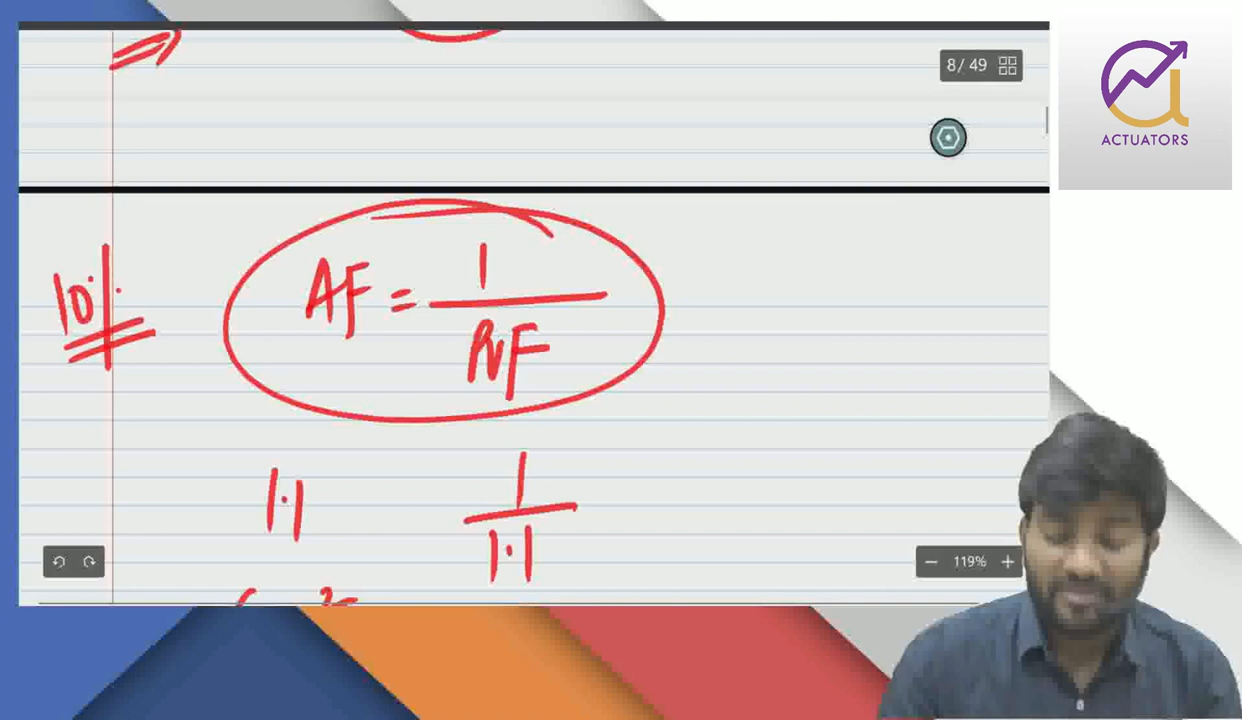 8/ 49
ACTUATORS
10%
AF = 1
RF
1.1
1
1.1
119%